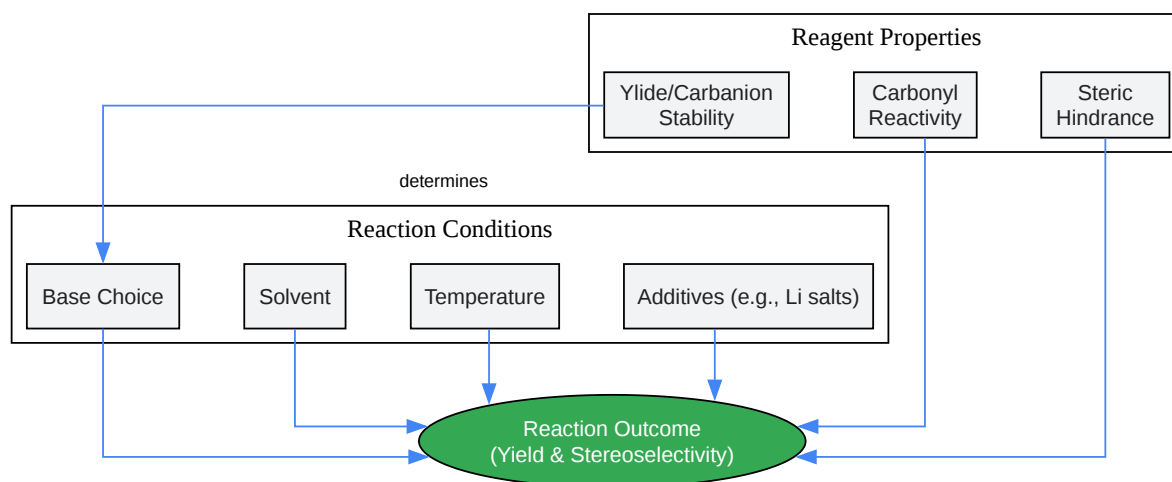 Reagent Properties
Ylide/Carbanion
Stability
Carbonyl
Reactivity
Steric
Hindrance
determines
Reaction Conditions
Base Choice
Solvent
Temperature
Additives (e.g., Li salts)
Reaction Outcome
(Yield & Stereoselectivity)